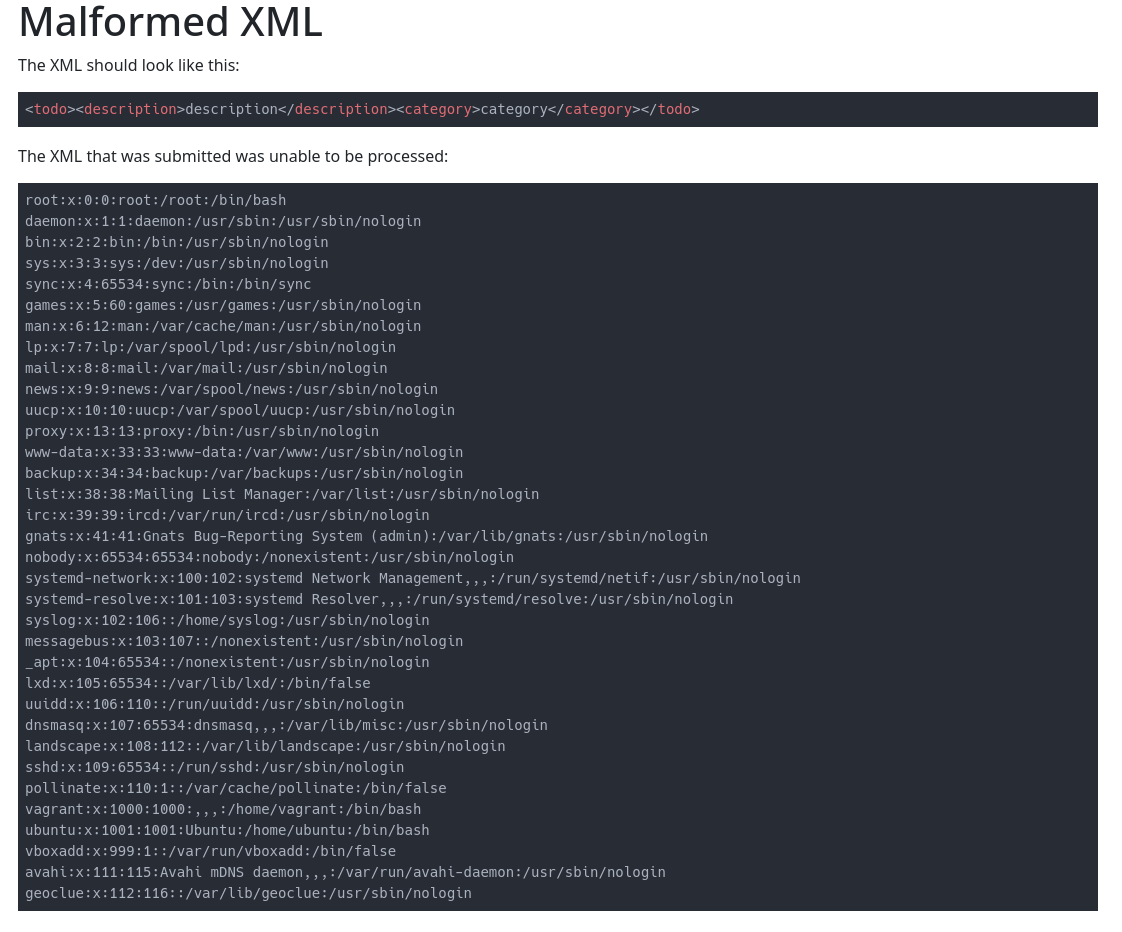 Malformed XML
The XML should look like this:
<todo><description>description</description><category>category</category></todo>
The XML that was submitted was unable to be processed:
root:x:0:0:root:/root:/bin/bash
daemon:x:1:1:daemon:/usr/sbin:/usr/sbin/nologin
bin:x:2:2:bin:/bin:/usr/sbin/nologin
sys:x:3:3:sys:/dev:/usr/sbin/nologin
sync:x:4:65534:sync:/bin:/bin/sync
games:x:5:60:games:/usr/games:/usr/sbin/nologin
man:x:6:12:man:/var/cache/man:/usr/sbin/nologin
lp:x:7:7:lp:/var/spool/lpd:/usr/sbin/nologin
mail:x:8:8:mail:/var/mail:/usr/sbin/nologin
news:x:9:9:news:/var/spool/news:/usr/sbin/nologin
uucp:x:10:10:uucp:/var/spool/uucp:/usr/sbin/nologin
proxy:x:13:13:proxy:/bin:/usr/sbin/nologin
www-data:x:33:33:www-data:/var/www:/usr/sbin/nologin
backup:x:34:34:backup:/var/backups:/usr/sbin/nologin
list:x:38:38:Mailing List Manager:/var/list:/usr/sbin/nologin
irc:x:39:39:ircd:/var/run/ircd:/usr/sbin/nologin
gnats:x:41:41:Gnats Bug-Reporting System (admin):/var/lib/gnats:/usr/sbin/nologin
nobody:x:65534:65534:nobody:/nonexistent:/usr/sbin/nologin
systemd-network:x:100:102:systemd Network Management,,,:/run/systemd/netif:/usr/sbin/nologin
systemd-resolve:x:101:103:systemd Resolver,,,:/run/systemd/resolve:/usr/sbin/nologin
syslog:x:102:106::/home/syslog:/usr/sbin/nologin
messagebus:x:103:107::/nonexistent:/usr/sbin/nologin
_apt:x:104:65534::/nonexistent:/usr/sbin/nologin
lxd:x:105:65534::/var/lib/lxd/:/bin/false
uuidd:x:106:110::/run/uuidd:/usr/sbin/nologin
dnsmasq:x:107:65534:dnsmasq,,,:/var/lib/misc:/usr/sbin/nologin
landscape:x:108:112::/var/lib/landscape:/usr/sbin/nologin
sshd:x:109:65534::/run/sshd:/usr/sbin/nologin
pollinate:x:110:1::/var/cache/pollinate:/bin/false
vagrant:x:1000:1000:,,,:/home/vagrant:/bin/bash
ubuntu:x:1001:1001:Ubuntu:/home/ubuntu:/bin/bash
vboxadd:x:999:1::/var/run/vboxadd:/bin/false
avahi:x:111:115:Avahi mDNS daemon,,,:/var/run/avahi-daemon:/usr/sbin/nologin
geoclue:x:112:116::/var/lib/geoclue:/usr/sbin/nologin